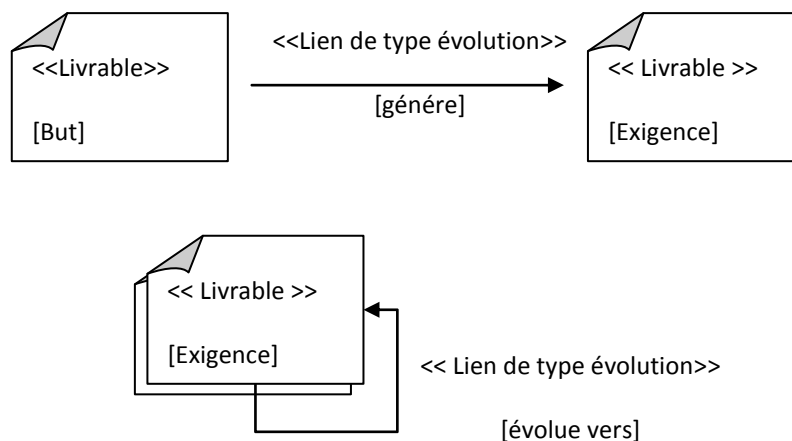 <<Livrable>>
[But]
<<Lien de type évolution>>
[génére]
<< Livrable >>
[Exigence]
<< Livrable >>
[Exigence]
<< Lien de type évolution>>
[évolue vers]